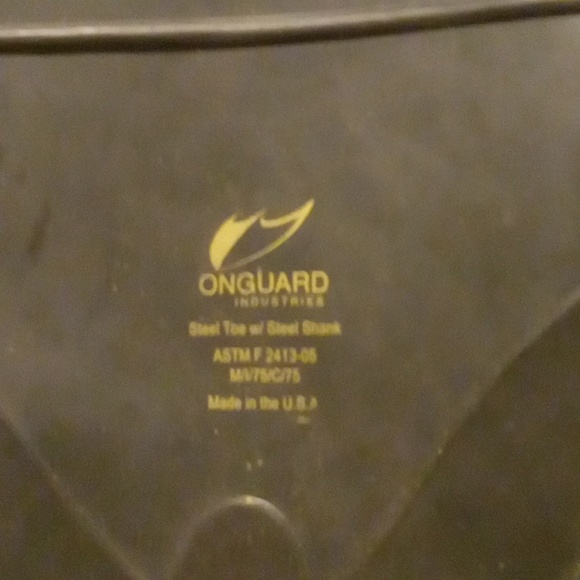 ONGUARD
INDUSTRIES
Steel Toe w/ Steel Shank
ASTM F 2413-05
M/I/75/C/75
Made in the U.S.A